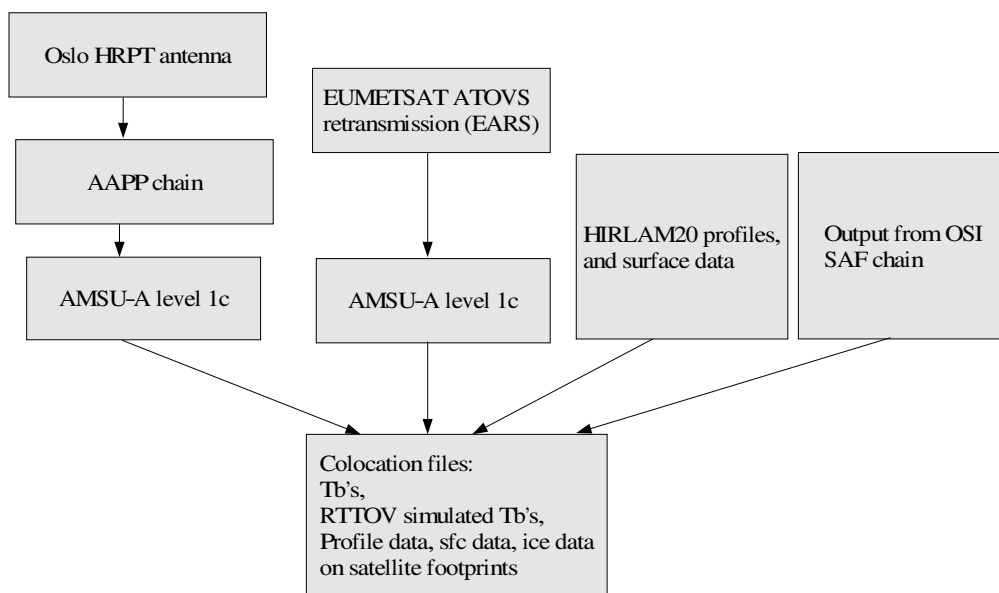 Oslo HRPT antenna
EUMETSAT ATOVS
retransmission (EARS)
AAPP chain
HIRLAM20 profiles,
and surface data
Output from OSI
SAF chain
AMSU-A level 1c
AMSU-A level 1c
Colocation files:
Tb's,
RTTOV simulated Tb's,
Profile data, sfc data, ice data
on satellite footprints